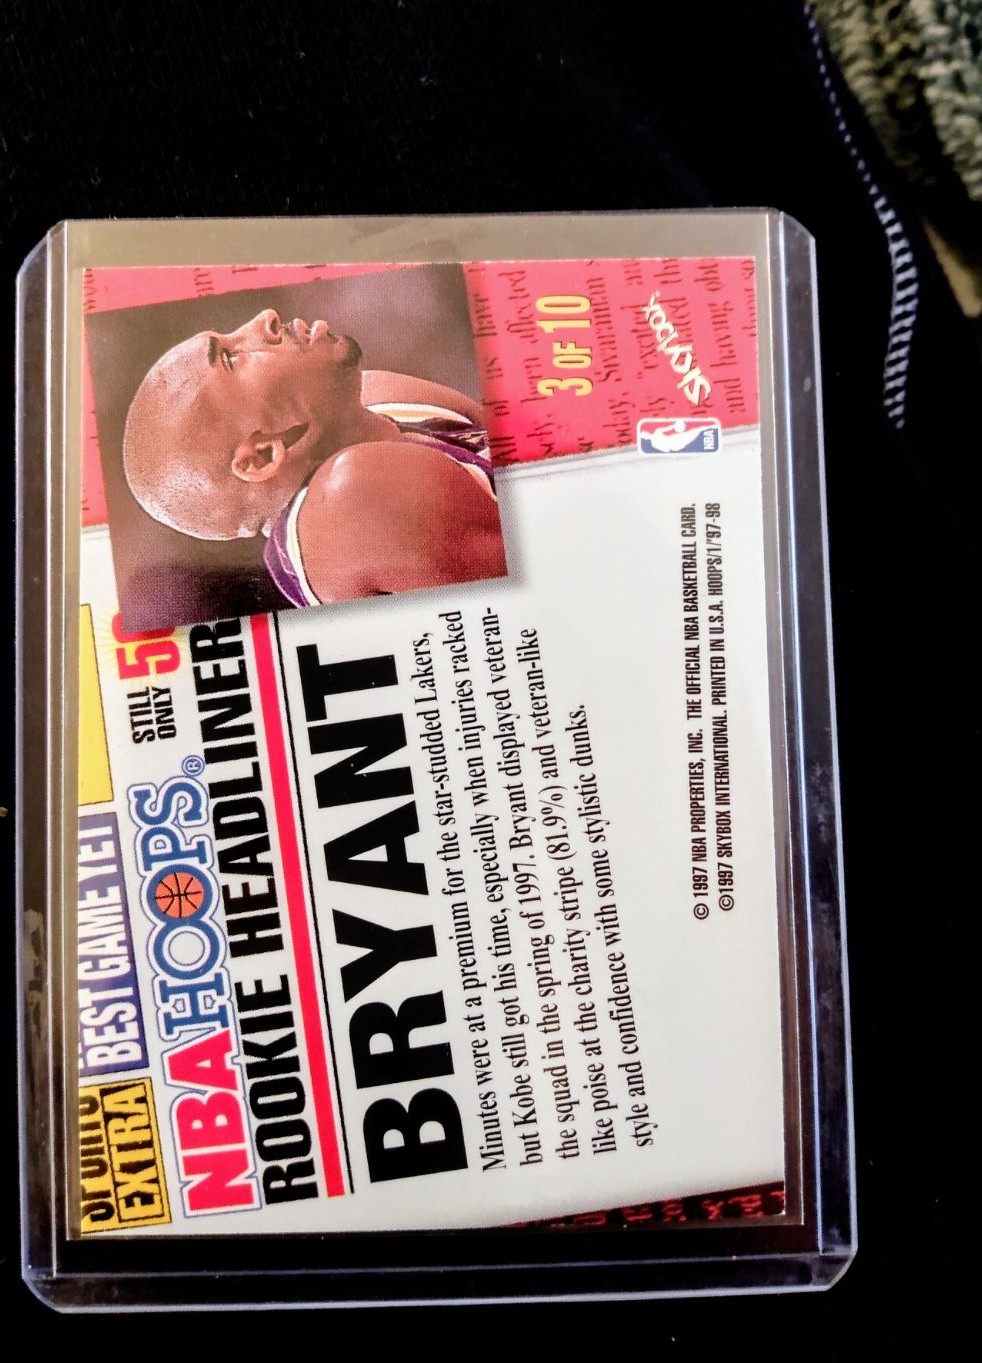 SPORTS
EXTRA
BEST GAME YET!
NBA HOOPS®
STILL
ONLY
ROOKIE HEADLINER
BRYANT
Minutes were at a premium for the star-studded Lakers,
but Kobe still got his time, especially when injuries racked
the squad in the spring of 1997. Bryant displayed veteran-
like poise at the charity stripe (81.9%) and veteran-like
style and confidence with some stylistic dunks.
© 1997 NBA PROPERTIES, INC. THE OFFICIAL NBA BASKETBALL CARD.
©1997 SKYBOX INTERNATIONAL. PRINTED IN U.S.A. HOOPS/1/'97-98
3 OF 10
SKYBOX
NBA
and having